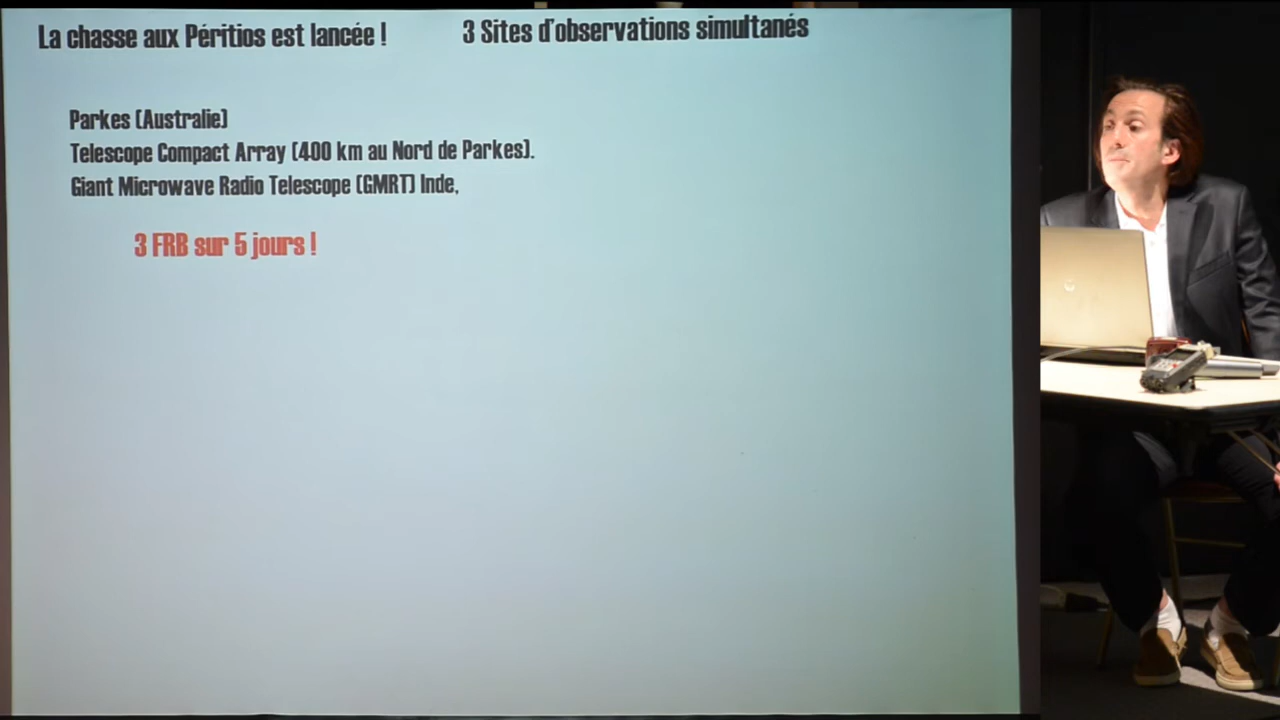 La chasse aux Péritios est lancée !
3 Sites d'observations simultanés
Parkes (Australie)
Telescope Compact Array (400 km au Nord de Parkes).
Giant Microwave Radio Telescope (GMRT) Inde,
3 FRB sur 5 jours !